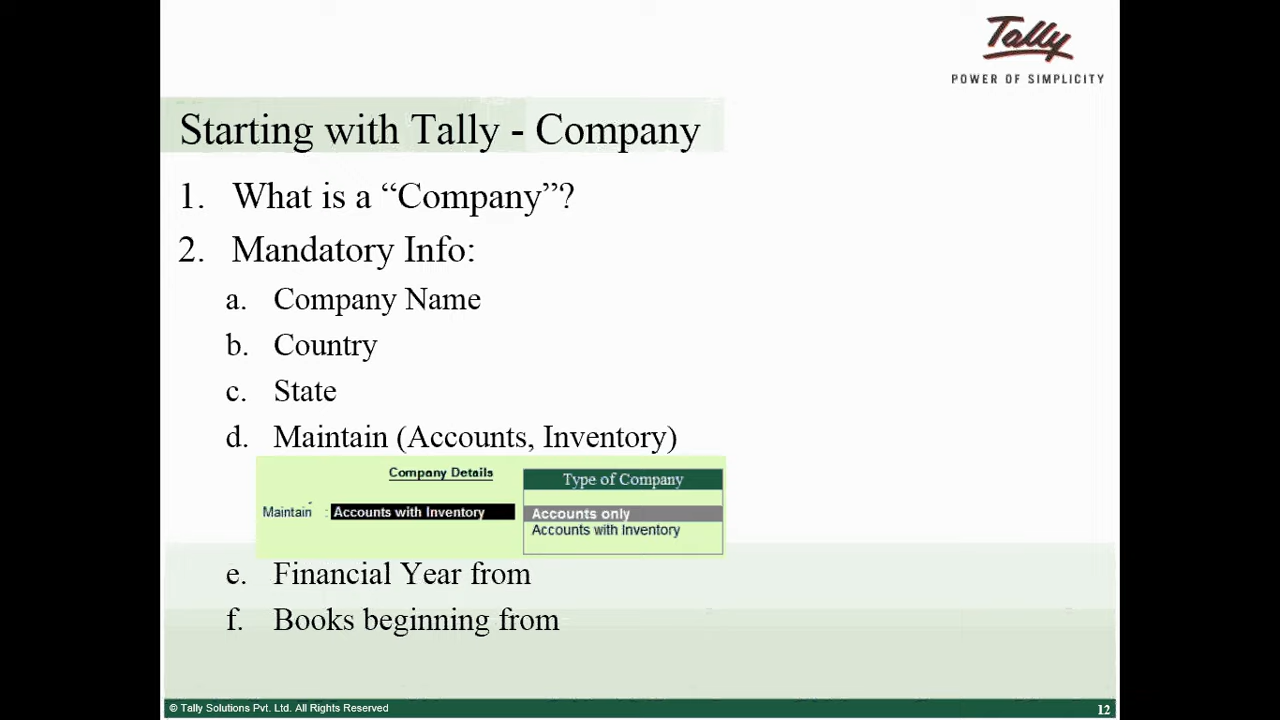 Tally
POWER OF SIMPLICITY
Starting with Tally - Company
1. What is a “Company”?
2. Mandatory Info:
a. Company Name
b. Country
c. State
d. Maintain (Accounts, Inventory)
Company Details
Type of Company
Maintain : Accounts with Inventory
Accounts only
Accounts with Inventory
e. Financial Year from
f. Books beginning from
© Tally Solutions Pvt. Ltd. All Rights Reserved
12